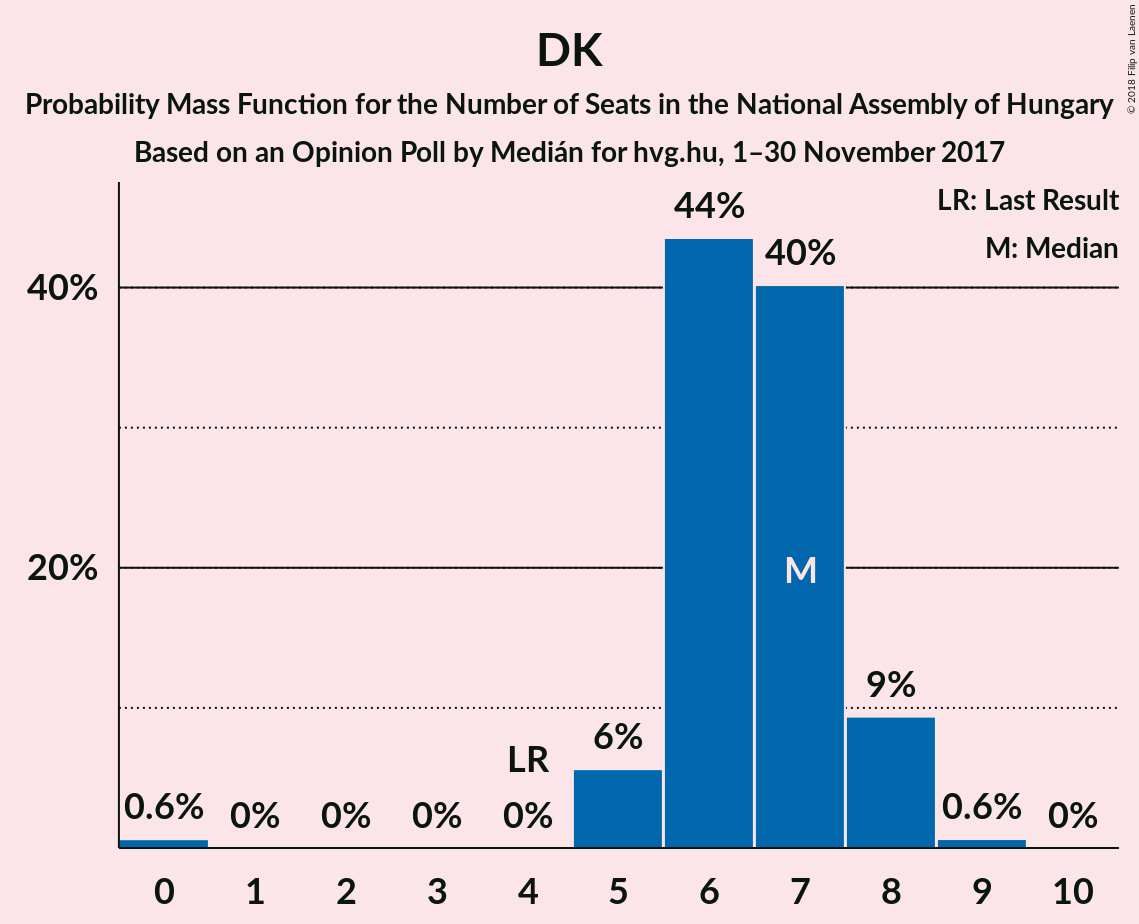 DK
Probability Mass Function for the Number of Seats in the National Assembly of Hungary
Based on an Opinion Poll by Medián for hvg.hu, 1–30 November 2017
© 2018 Filip van Laenen
LR: Last Result
M: Median
44%
40%
40%
20%
M
9%
6%
LR
0.6%
0%
0%
0%
0%
0.6%
0%
0 1 2 3 4 5 6 7 8 9 10